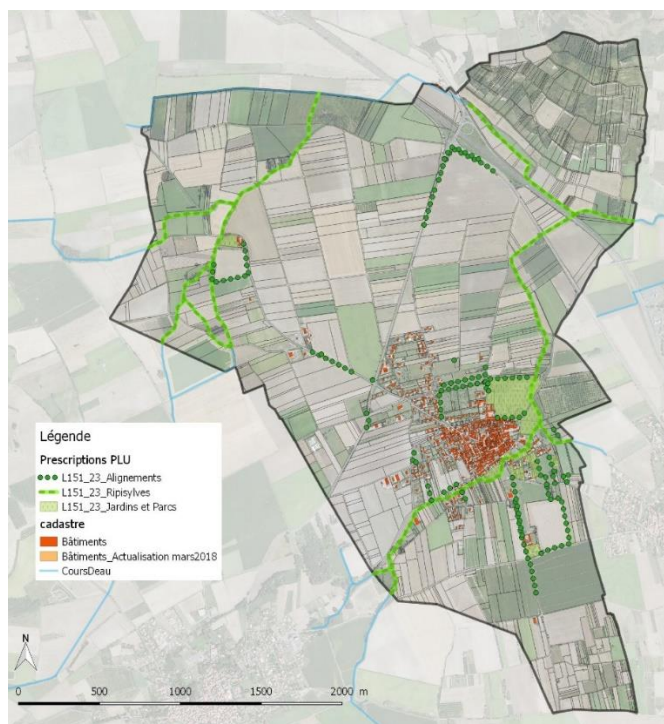 Légende
Prescriptions PLU
L151_23_Alignements
L151_23_Ripisylves
L151_23_Jardins et Parcs
cadastre
Bâtiments
Bâtiments_Actualisation mars2018
CoursDeau
N
0 500 1000 1500 2000 m